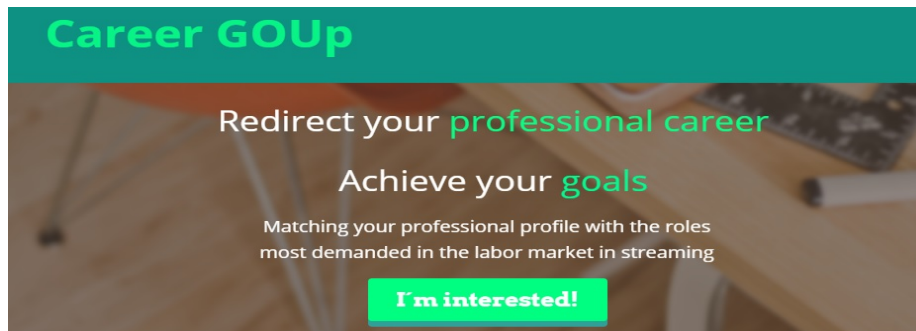 Career GOUp
Redirect your professional career
Achieve your goals
Matching your professional profile with the roles
most demanded in the labor market in streaming
I´m interested!